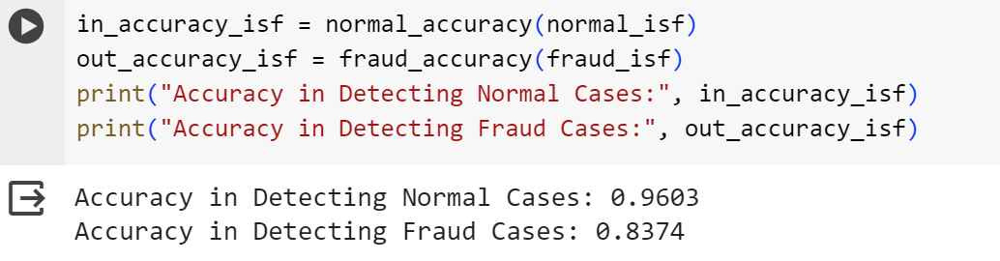 in_accuracy_isf = normal_accuracy(normal_isf)
out_accuracy_isf = fraud_accuracy(fraud_isf)
print("Accuracy in Detecting Normal Cases:", in_accuracy_isf)
print("Accuracy in Detecting Fraud Cases:", out_accuracy_isf)
Accuracy in Detecting Normal Cases: 0.9603
Accuracy in Detecting Fraud Cases: 0.8374